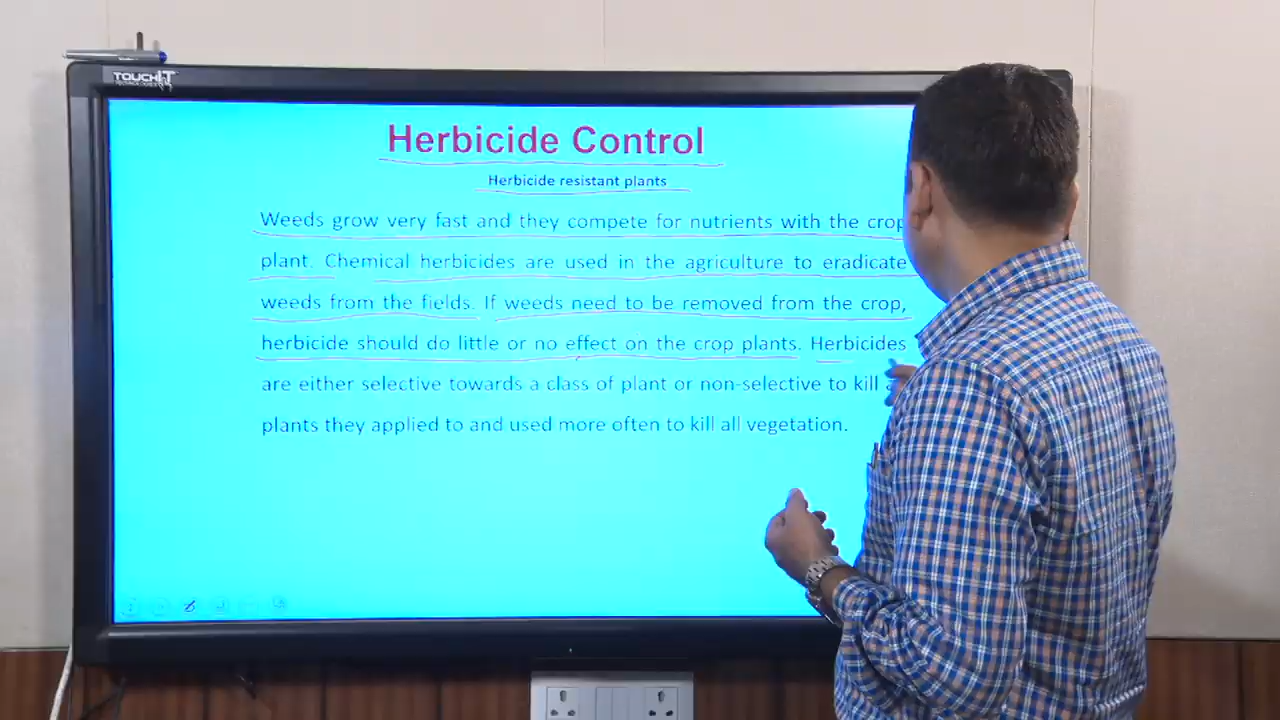 TOUCHIT
TECHNOLOGIES
Herbicide Control
Herbicide resistant plants
Weeds grow very fast and they compete for nutrients with the crop
plant. Chemical herbicides are used in the agriculture to eradicate
weeds from the fields. If weeds need to be removed from the crop,
herbicide should do little or no effect on the crop plants. Herbicides
are either selective towards a class of plant or non-selective to kill
plants they applied to and used more often to kill all vegetation.